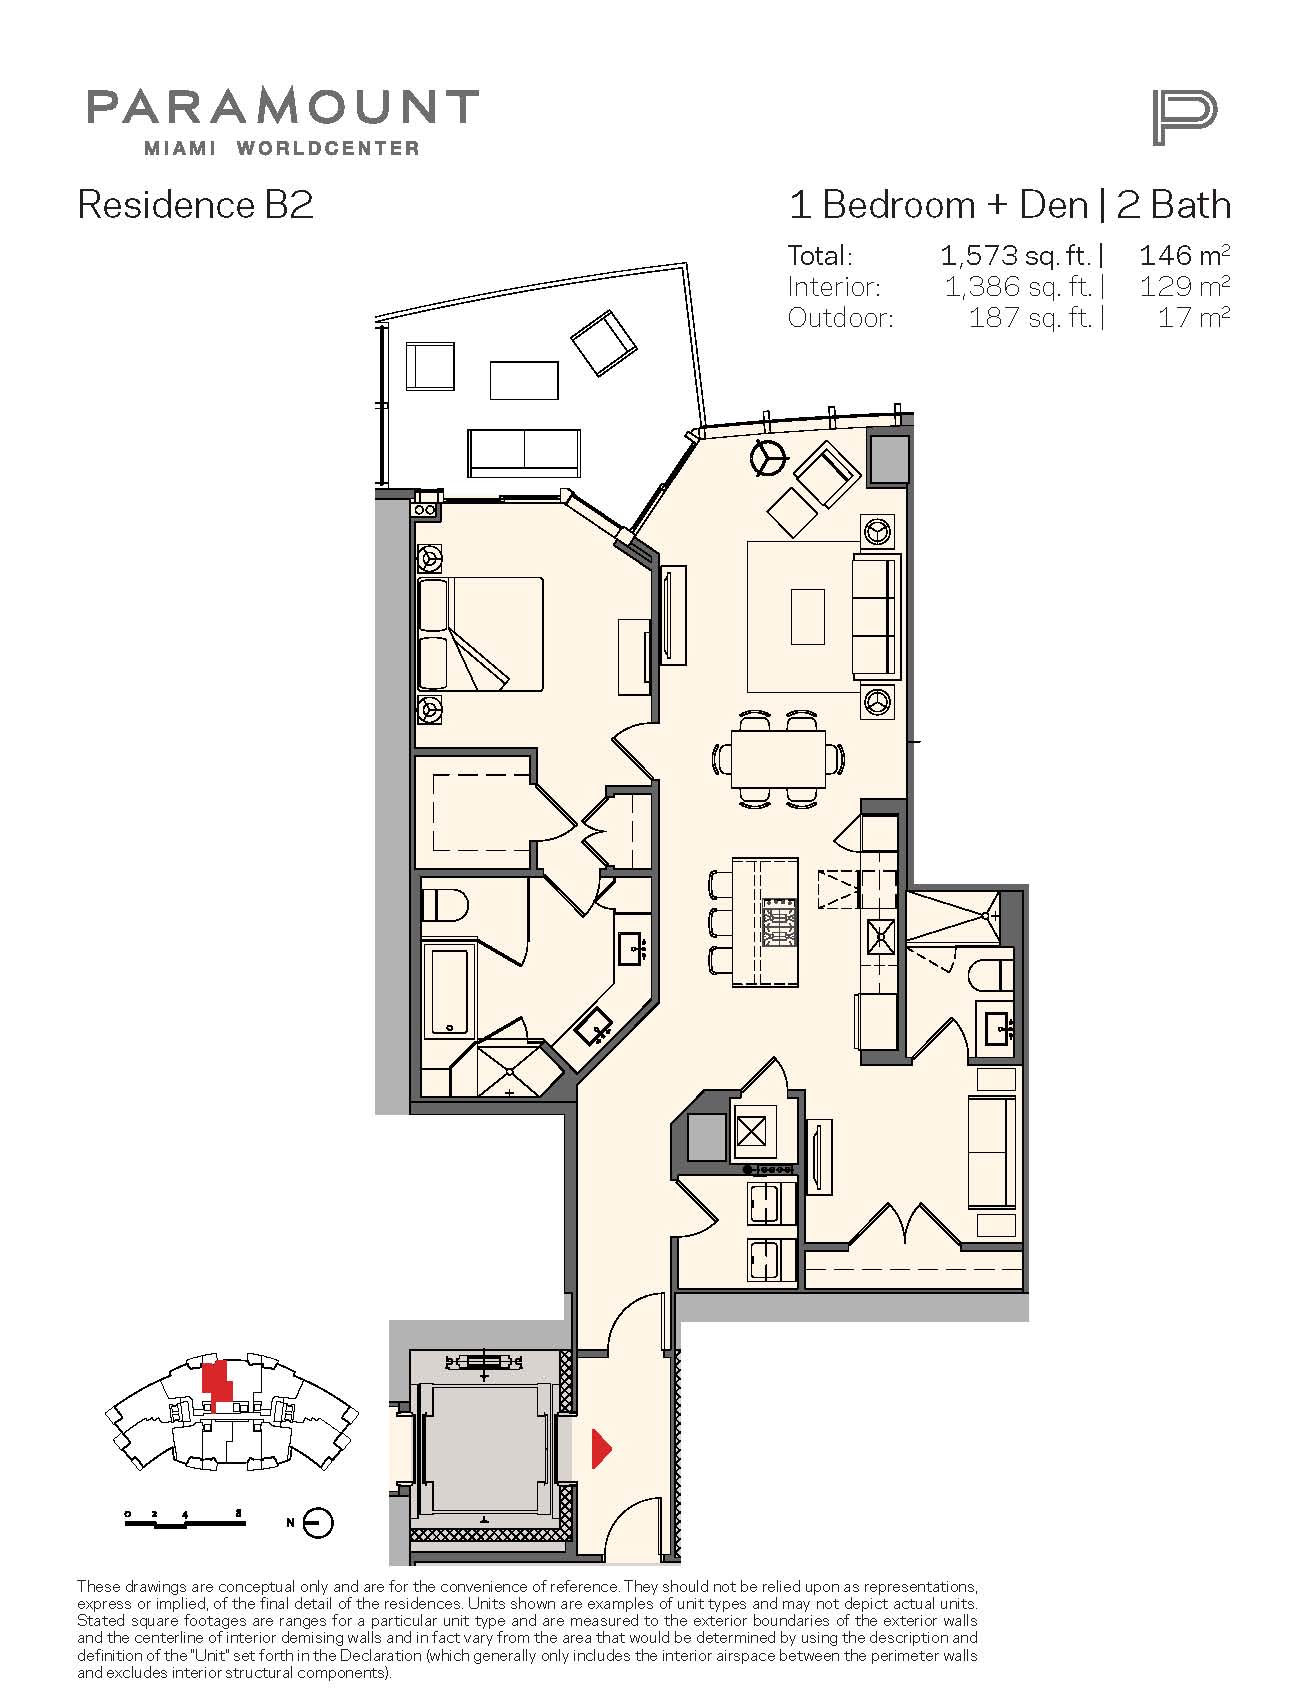 PARAMOUNT
MIAMI WORLDCENTER
P
Residence B2
1 Bedroom + Den | 2 Bath
Total: 1,573 sq. ft. | 146 m²
Interior: 1,386 sq. ft. | 129 m²
Outdoor: 187 sq. ft. | 17 m²
0 2 4 8
N
These drawings are conceptual only and are for the convenience of reference. They should not be relied upon as representations,
express or implied, of the final detail of the residences. Units shown are examples of unit types and may not depict actual units.
Stated square footages are ranges for a particular unit type and are measured to the exterior boundaries of the exterior walls
and the centerline of interior demising walls and in fact vary from the area that would be determined by using the description and
definition of the "Unit" set forth in the Declaration (which generally only includes the interior airspace between the perimeter walls
and excludes interior structural components).